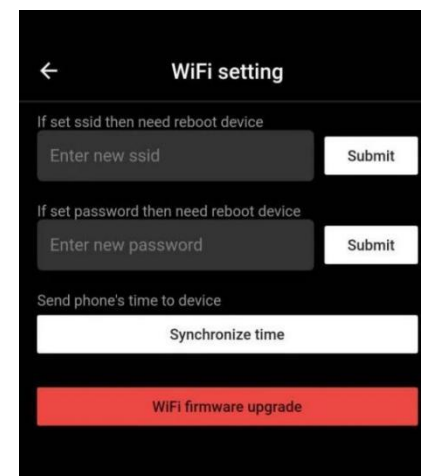 WiFi setting
If set ssid then need reboot device
Enter new ssid
Submit
If set password then need reboot device
Enter new password
Submit
Send phone's time to device
Synchronize time
WiFi firmware upgrade